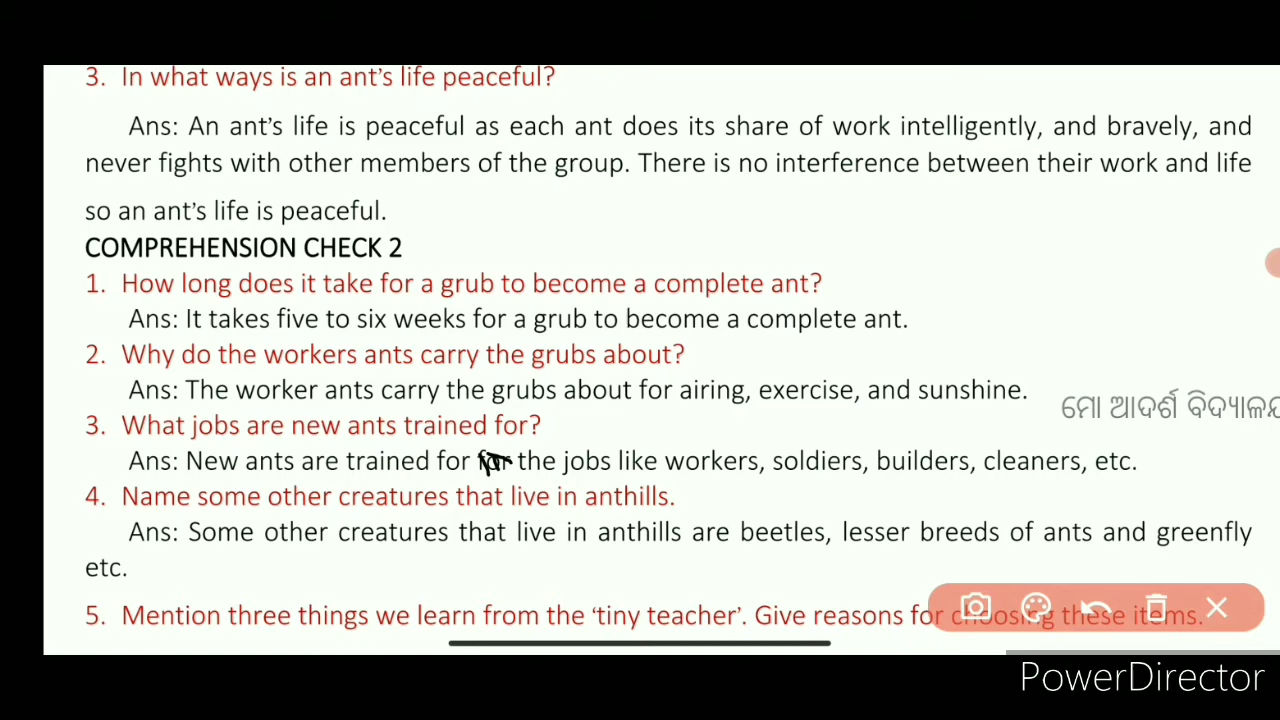 3. In what ways is an ant's life peaceful?
Ans: An ant's life is peaceful as each ant does its share of work intelligently, and bravely, and
never fights with other members of the group. There is no interference between their work and life
so an ant's life is peaceful.
COMPREHENSION CHECK 2
1. How long does it take for a grub to become a complete ant?
Ans: It takes five to six weeks for a grub to become a complete ant.
2. Why do the workers ants carry the grubs about?
Ans: The worker ants carry the grubs about for airing, exercise, and sunshine.
ମୋ ଆଦର୍ଶ ବିଦ୍ୟାଳୟ
3. What jobs are new ants trained for?
Ans: New ants are trained for for the jobs like workers, soldiers, builders, cleaners, etc.
4. Name some other creatures that live in anthills.
Ans: Some other creatures that live in anthills are beetles, lesser breeds of ants and greenfly
etc.
5. Mention three things we learn from the ‘tiny teacher’. Give reasons for choosing these items.
PowerDirector